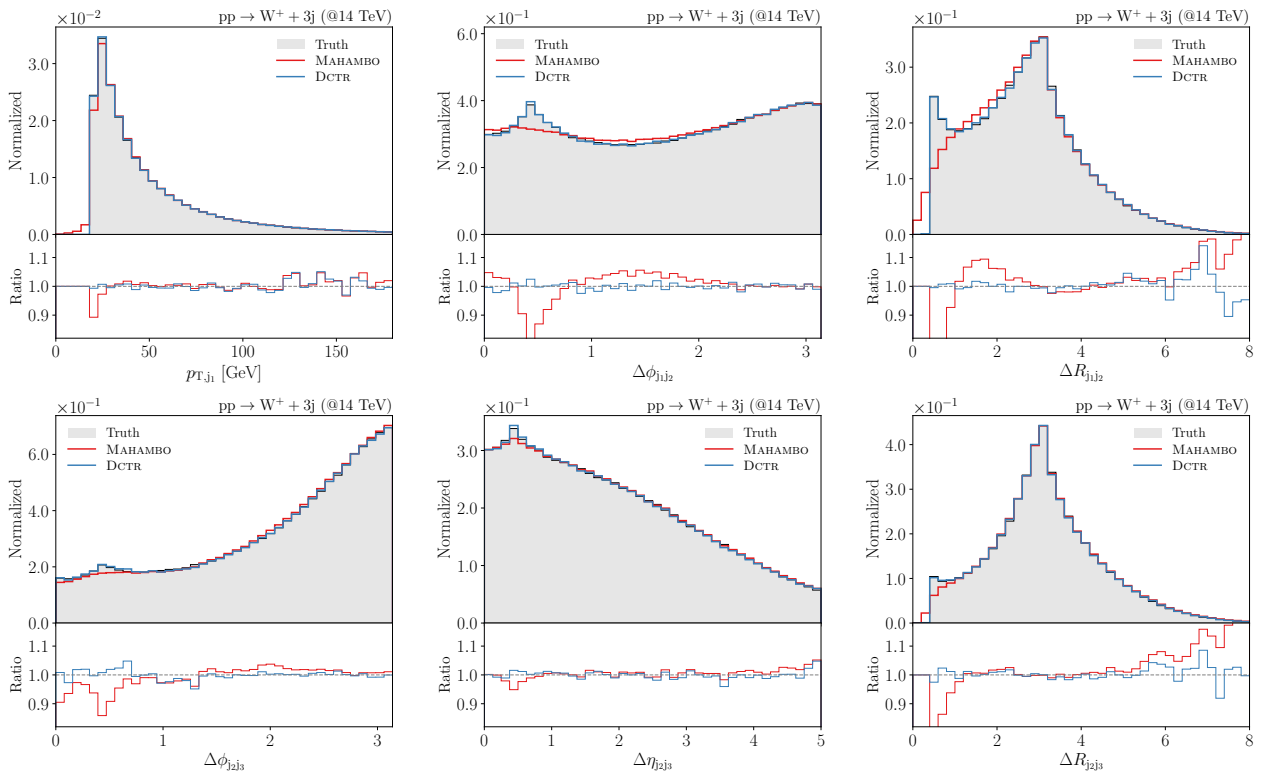 ×10⁻² pp → W⁺ + 3j (@14 TeV)
Normalized
3.0
2.0
1.0
0.0
Truth
MAHAMBO
DCTR
Ratio
1.1
1.0
0.9
0 50 100 150
p_T,j₁ [GeV]
×10⁻¹ pp → W⁺ + 3j (@14 TeV)
Normalized
6.0
4.0
2.0
0.0
Truth
MAHAMBO
DCTR
Ratio
1.1
1.0
0.9
0 1 2 3
Δϕ_j₁j₂
×10⁻¹ pp → W⁺ + 3j (@14 TeV)
Normalized
3.0
2.0
1.0
0.0
Truth
MAHAMBO
DCTR
Ratio
1.1
1.0
0.9
0 2 4 6 8
ΔR_j₁j₂
×10⁻¹ pp → W⁺ + 3j (@14 TeV)
Normalized
6.0
4.0
2.0
0.0
Truth
MAHAMBO
DCTR
Ratio
1.1
1.0
0.9
0 1 2 3
Δϕ_j₂j₃
×10⁻¹ pp → W⁺ + 3j (@14 TeV)
Normalized
3.0
2.0
1.0
0.0
Truth
MAHAMBO
DCTR
Ratio
1.1
1.0
0.9
0 1 2 3 4 5
Δη_j₂j₃
×10⁻¹ pp → W⁺ + 3j (@14 TeV)
Normalized
4.0
3.0
2.0
1.0
0.0
Truth
MAHAMBO
DCTR
Ratio
1.1
1.0
0.9
0 2 4 6 8
ΔR_j₂j₃